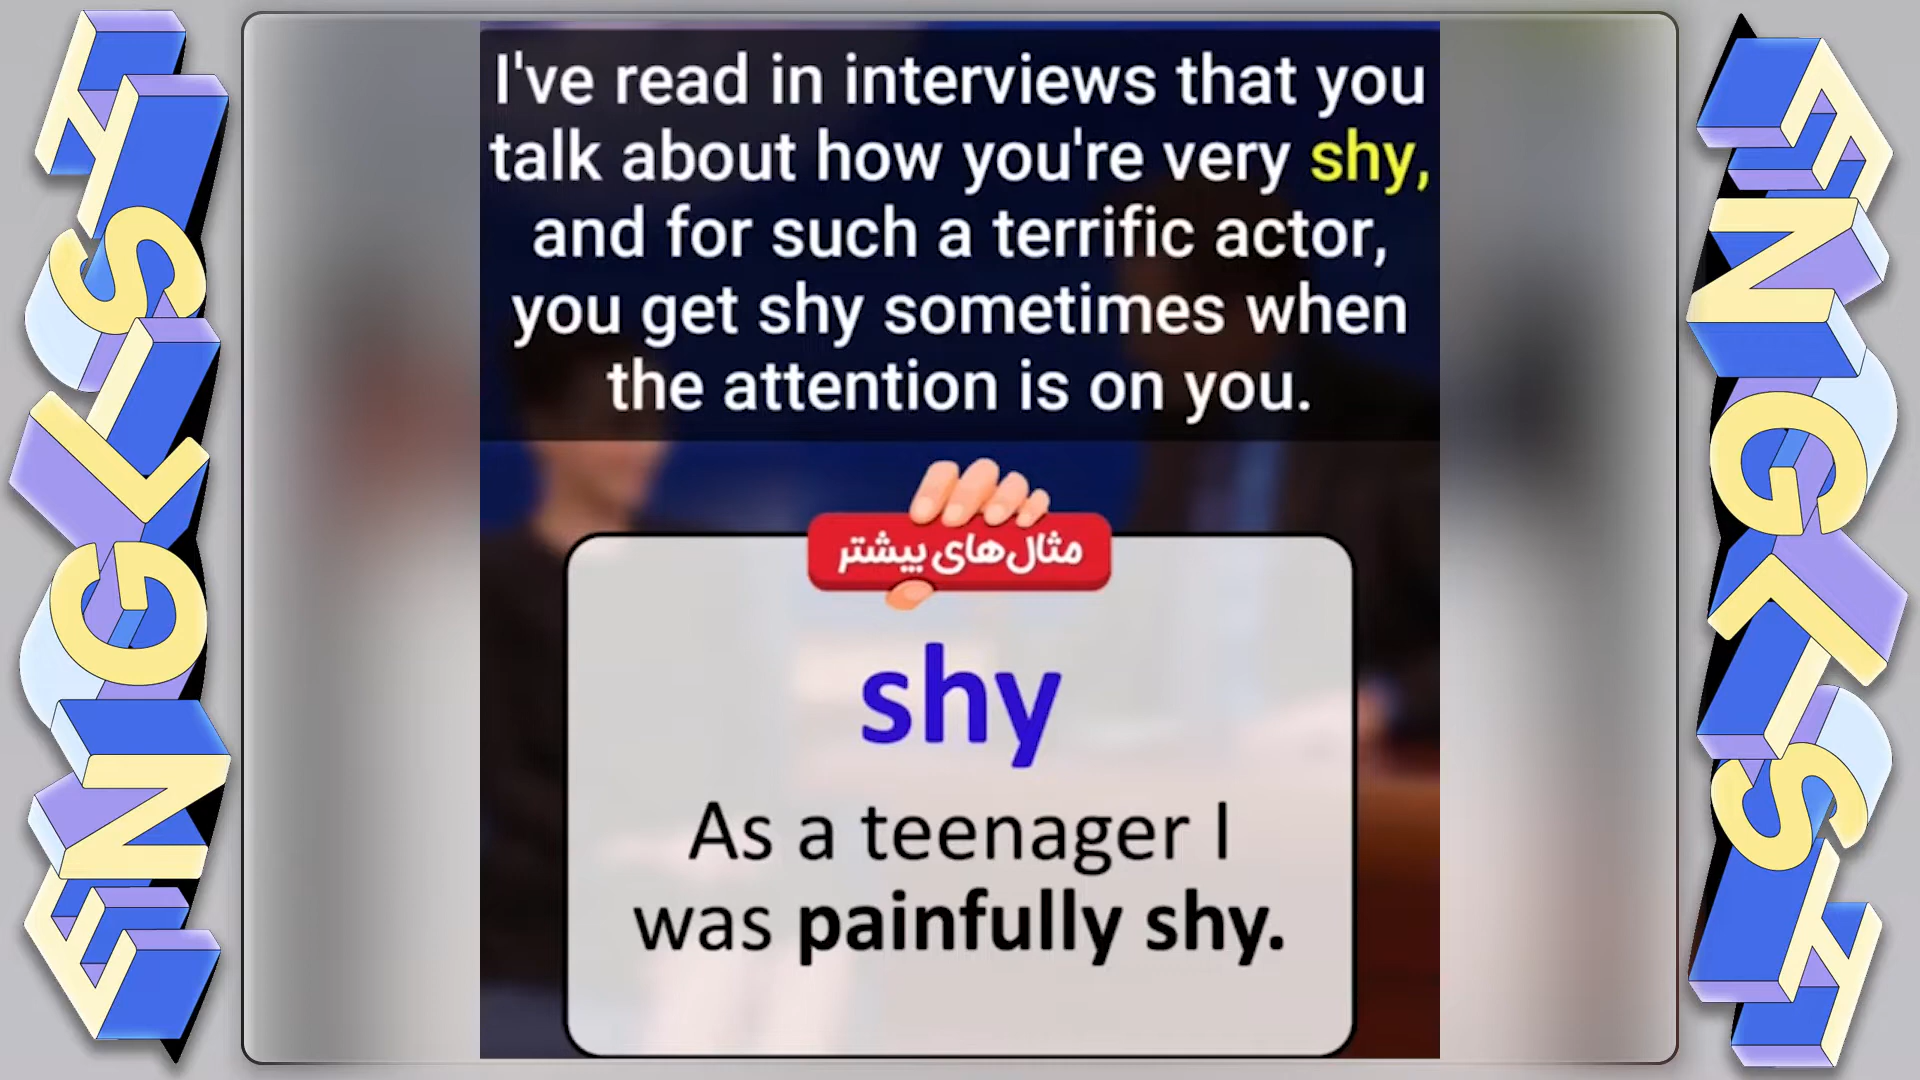 ENGLISH
I've read in interviews that you
talk about how you're very shy,
and for such a terrific actor,
you get shy sometimes when
the attention is on you.
مثال‌های بیشتر
shy
As a teenager I
was painfully shy.
ENGLISH